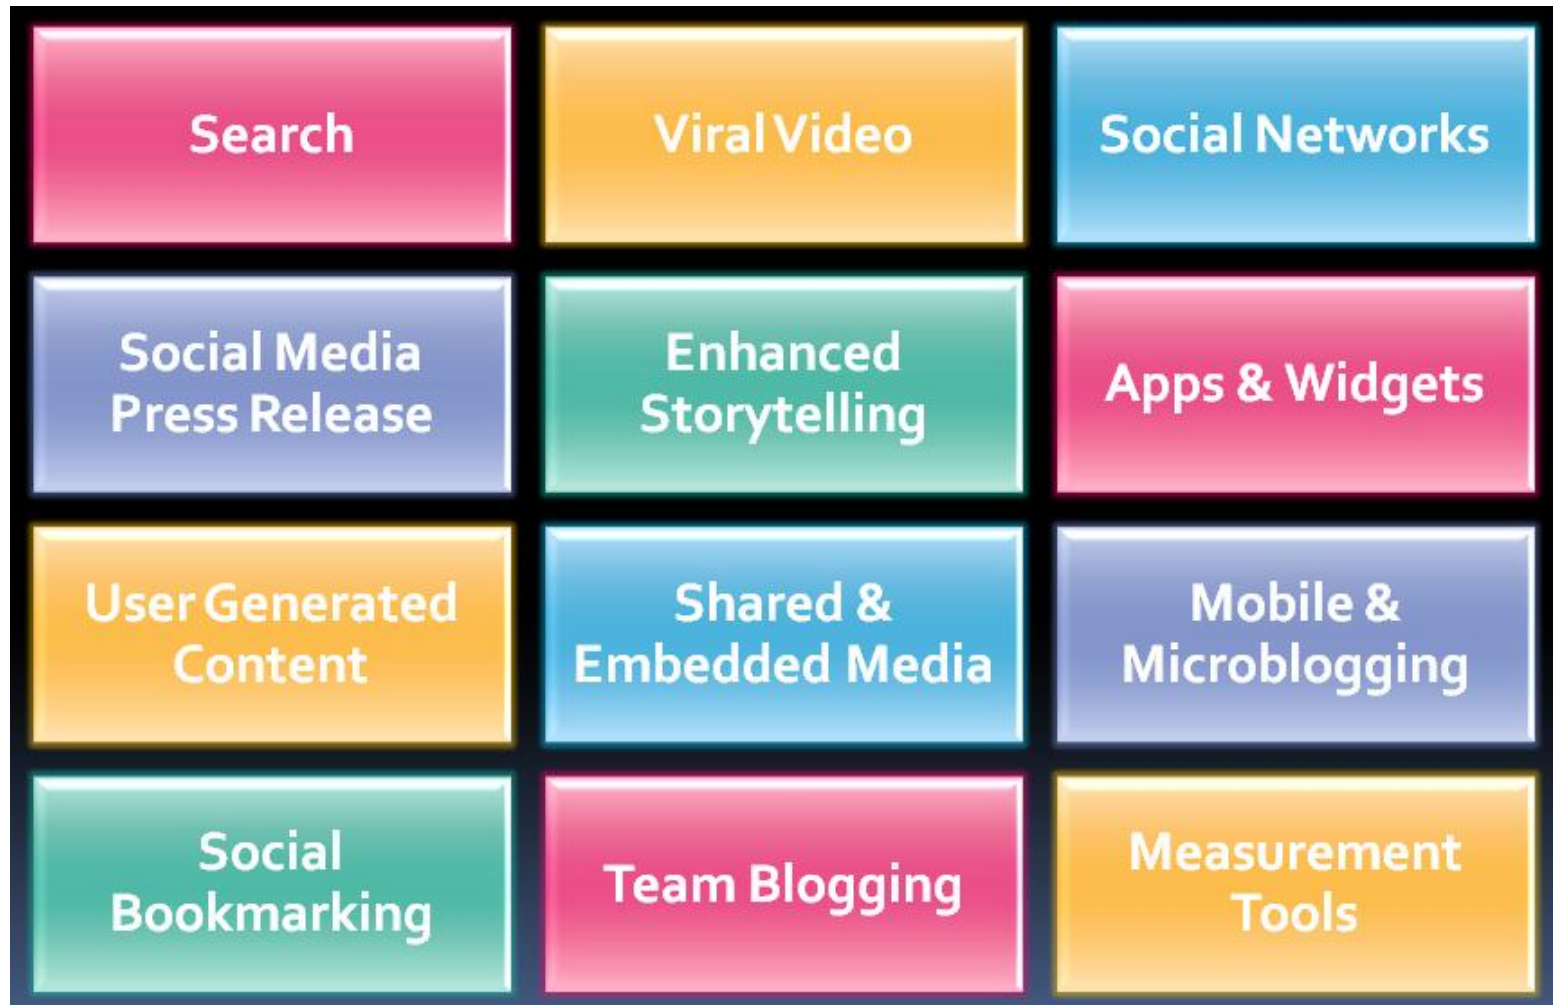 Search
Viral Video
Social Networks
Social Media
Press Release
Enhanced
Storytelling
Apps & Widgets
User Generated
Content
Shared &
Embedded Media
Mobile &
Microblogging
Social
Bookmarking
Team Blogging
Measurement
Tools